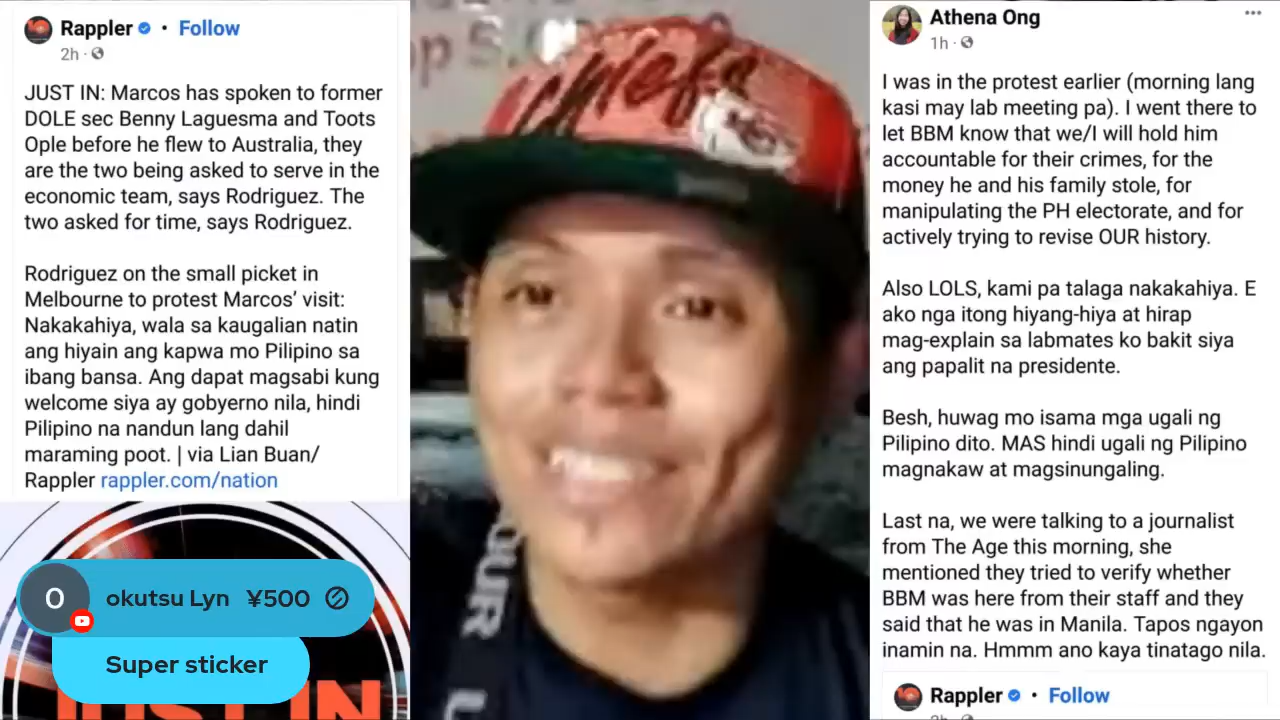 Rappler • Follow
2h
JUST IN: Marcos has spoken to former
DOLE sec Benny Laguesma and Toots
Ople before he flew to Australia, they
are the two being asked to serve in the
economic team, says Rodriguez. The
two asked for time, says Rodriguez.
Rodriguez on the small picket in
Melbourne to protest Marcos’ visit:
Nakakahiya, wala sa kaugalian natin
ang hiyain ang kapwa mo Pilipino sa
ibang bansa. Ang dapat magsabi kung
welcome siya ay gobyerno nila, hindi
Pilipino na nandun lang dahil
maraming poot. | via Lian Buan/
Rappler rappler.com/nation
O
okutsu Lyn ¥500
Super sticker
JUST IN
Chiefs
OUR
Athena Ong
1h
I was in the protest earlier (morning lang
kasi may lab meeting pa). I went there to
let BBM know that we/I will hold him
accountable for their crimes, for the
money he and his family stole, for
manipulating the PH electorate, and for
actively trying to revise OUR history.
Also LOLS, kami pa talaga nakakahiya. E
ako nga itong hiyang-hiya at hirap
mag-explain sa labmates ko bakit siya
ang papalit na presidente.
Besh, huwag mo isama mga ugali ng
Pilipino dito. MAS hindi ugali ng Pilipino
magnakaw at magsinungaling.
Last na, we were talking to a journalist
from The Age this morning, she
mentioned they tried to verify whether
BBM was here from their staff and they
said that he was in Manila. Tapos ngayon
inamin na. Hmmm ano kaya tinatago nila.
Rappler • Follow